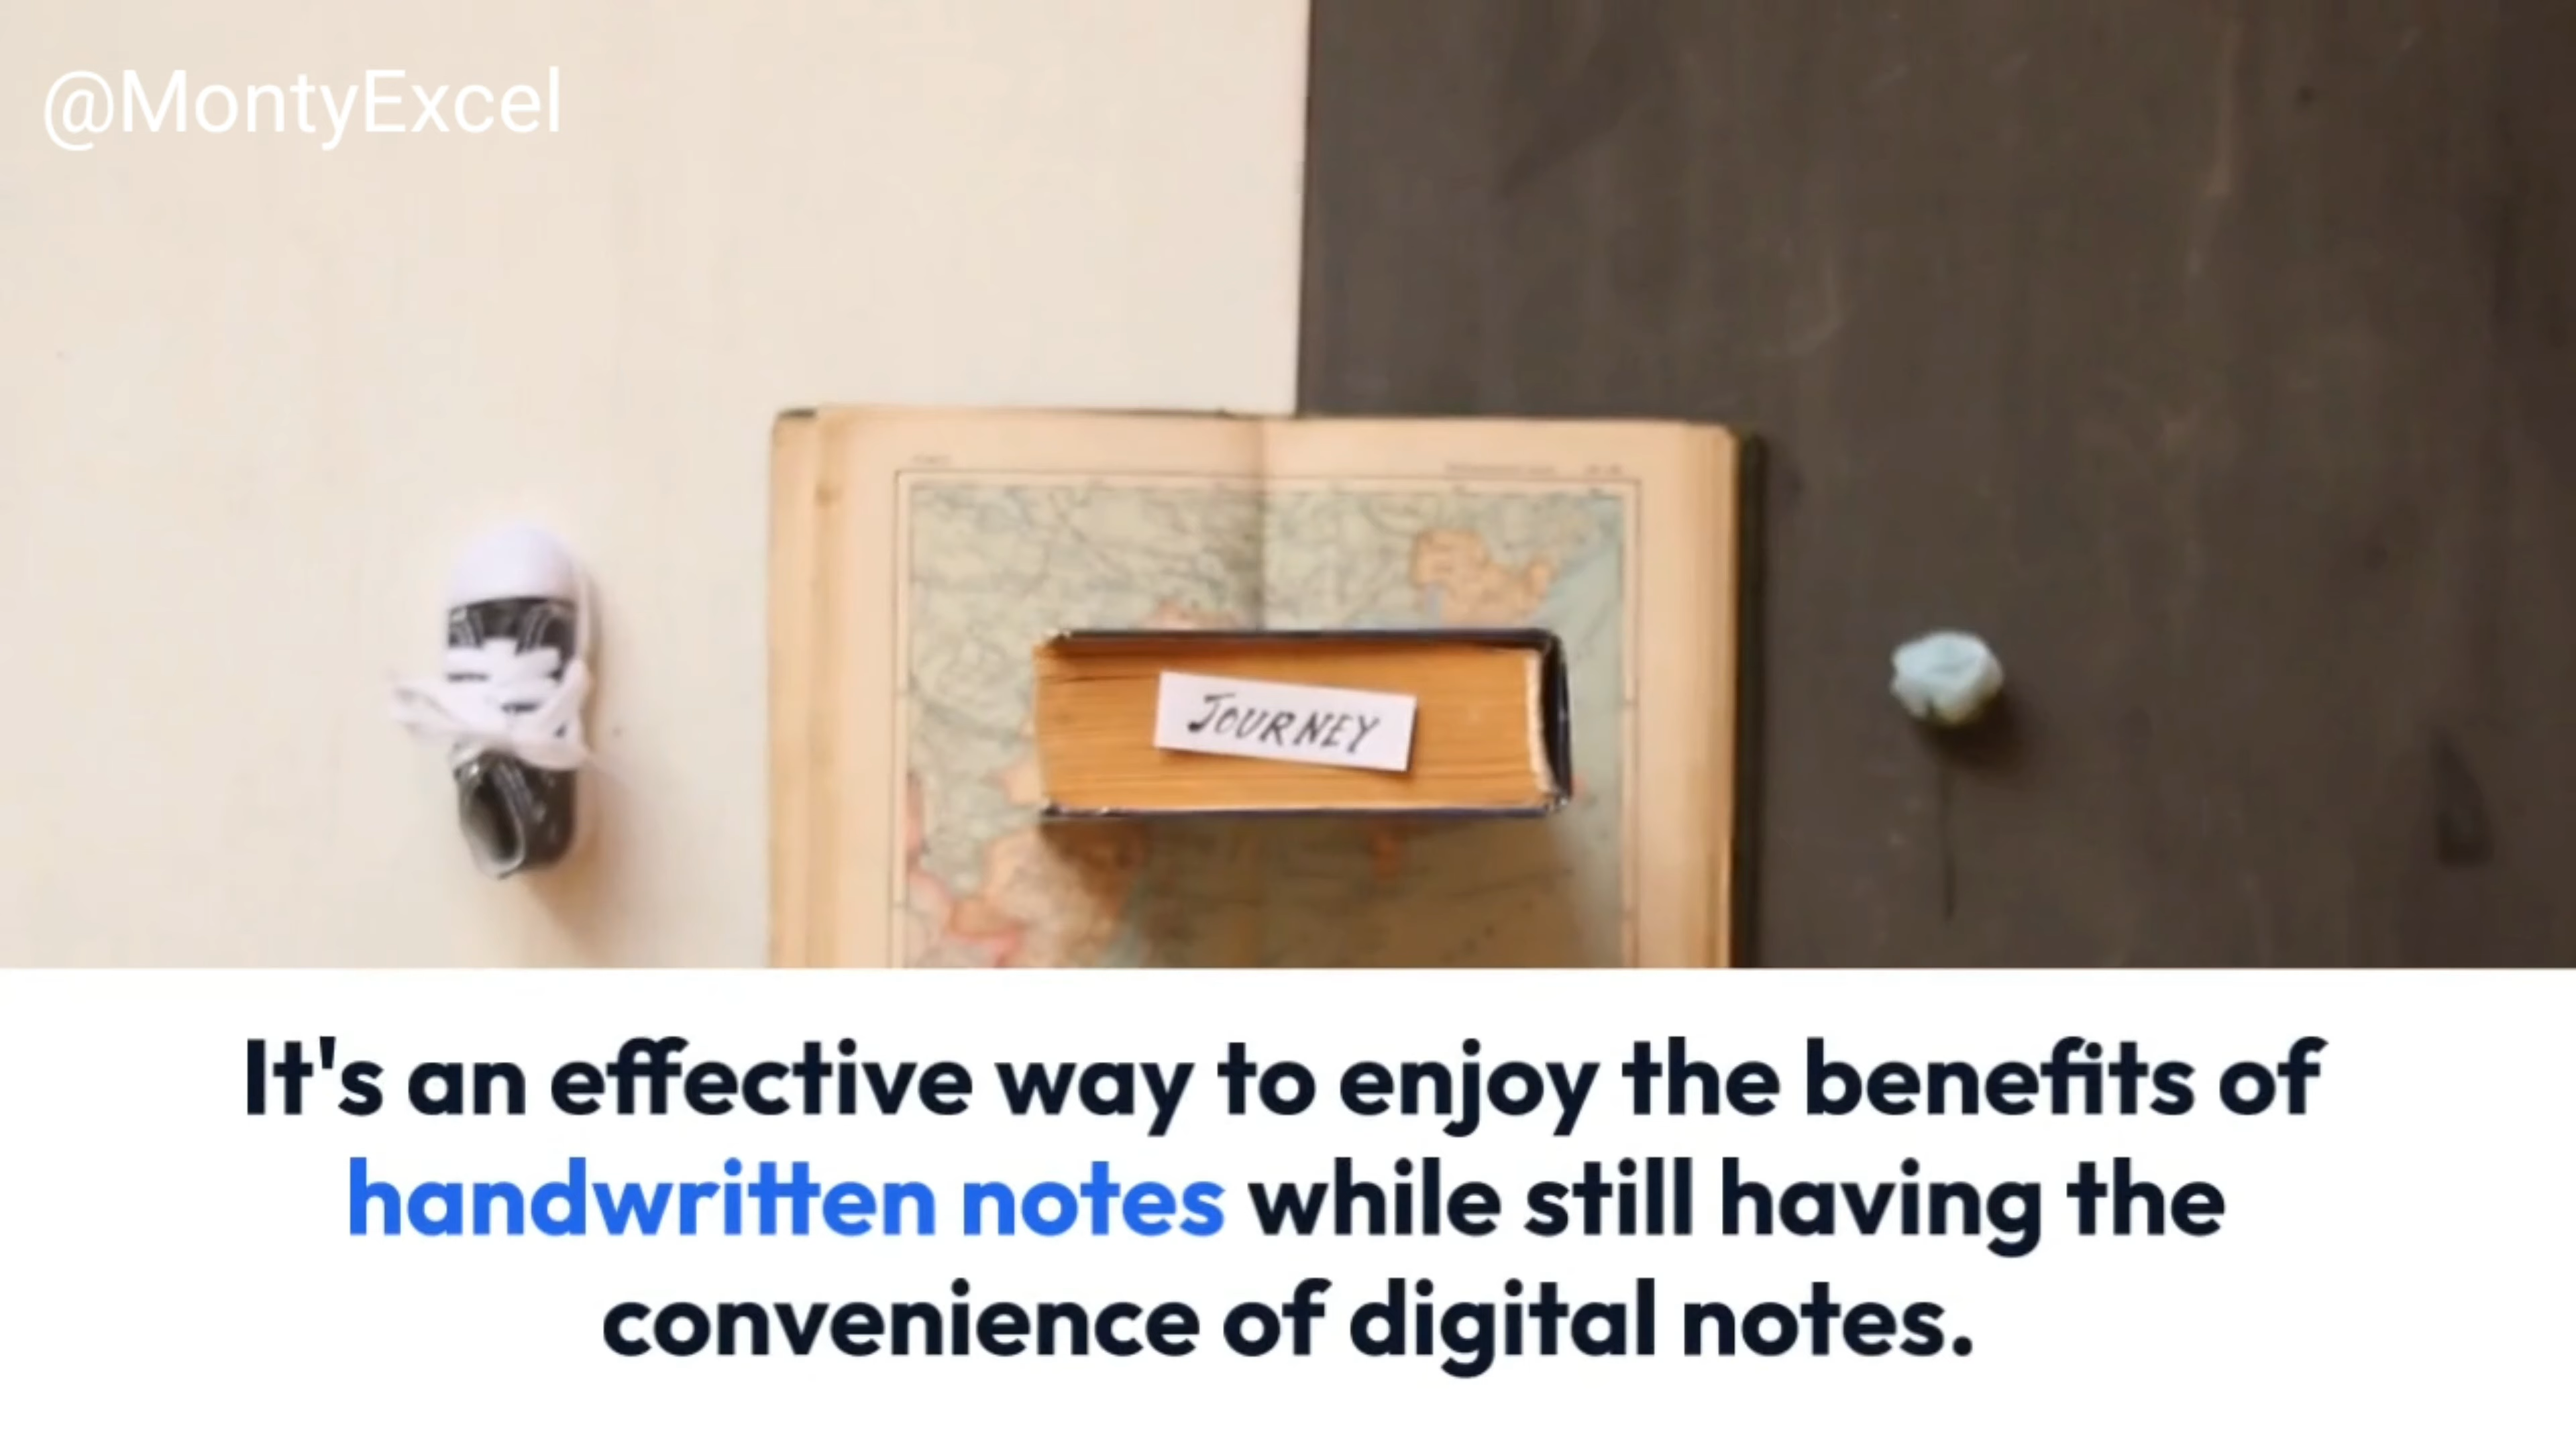 @MontyExcel
JOURNEY
It's an effective way to enjoy the benefits of
handwritten notes while still having the
convenience of digital notes.